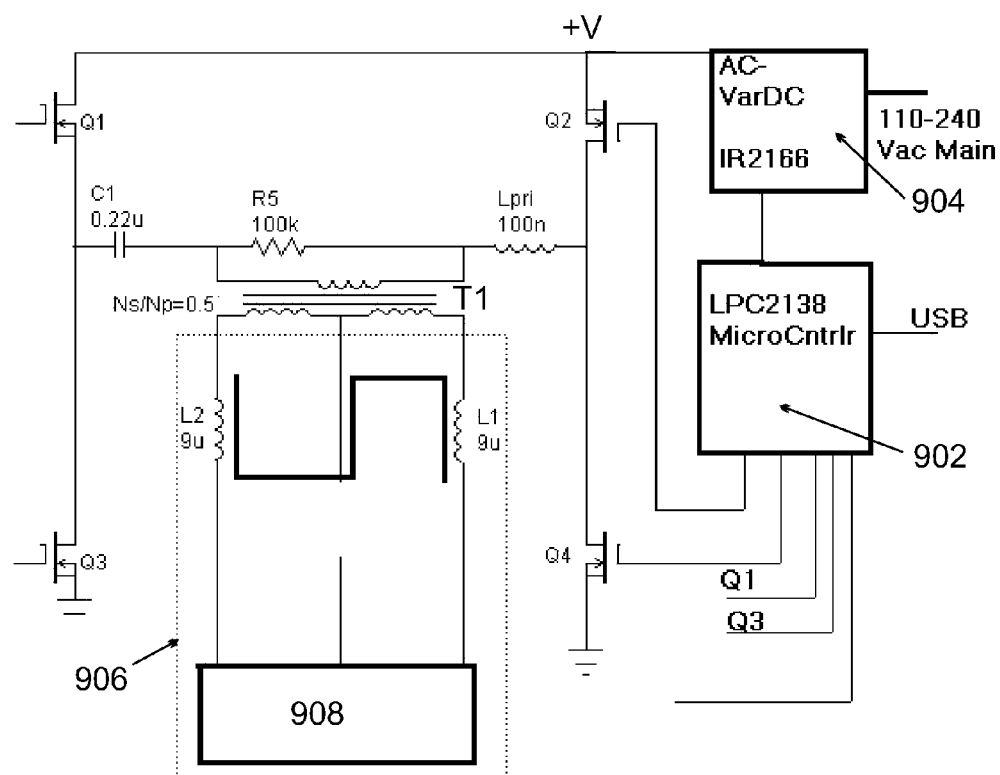 +V
AC-
VarDC
IR2166
110-240
Vac Main
904
Q1
Q2
C1
0.22u
R5
100k
Lpri
100n
Ns/Np=0.5
T1
LPC2138
MicroCntrlr
USB
902
L2
9u
L1
9u
Q3
Q4
Q1
Q3
906
908